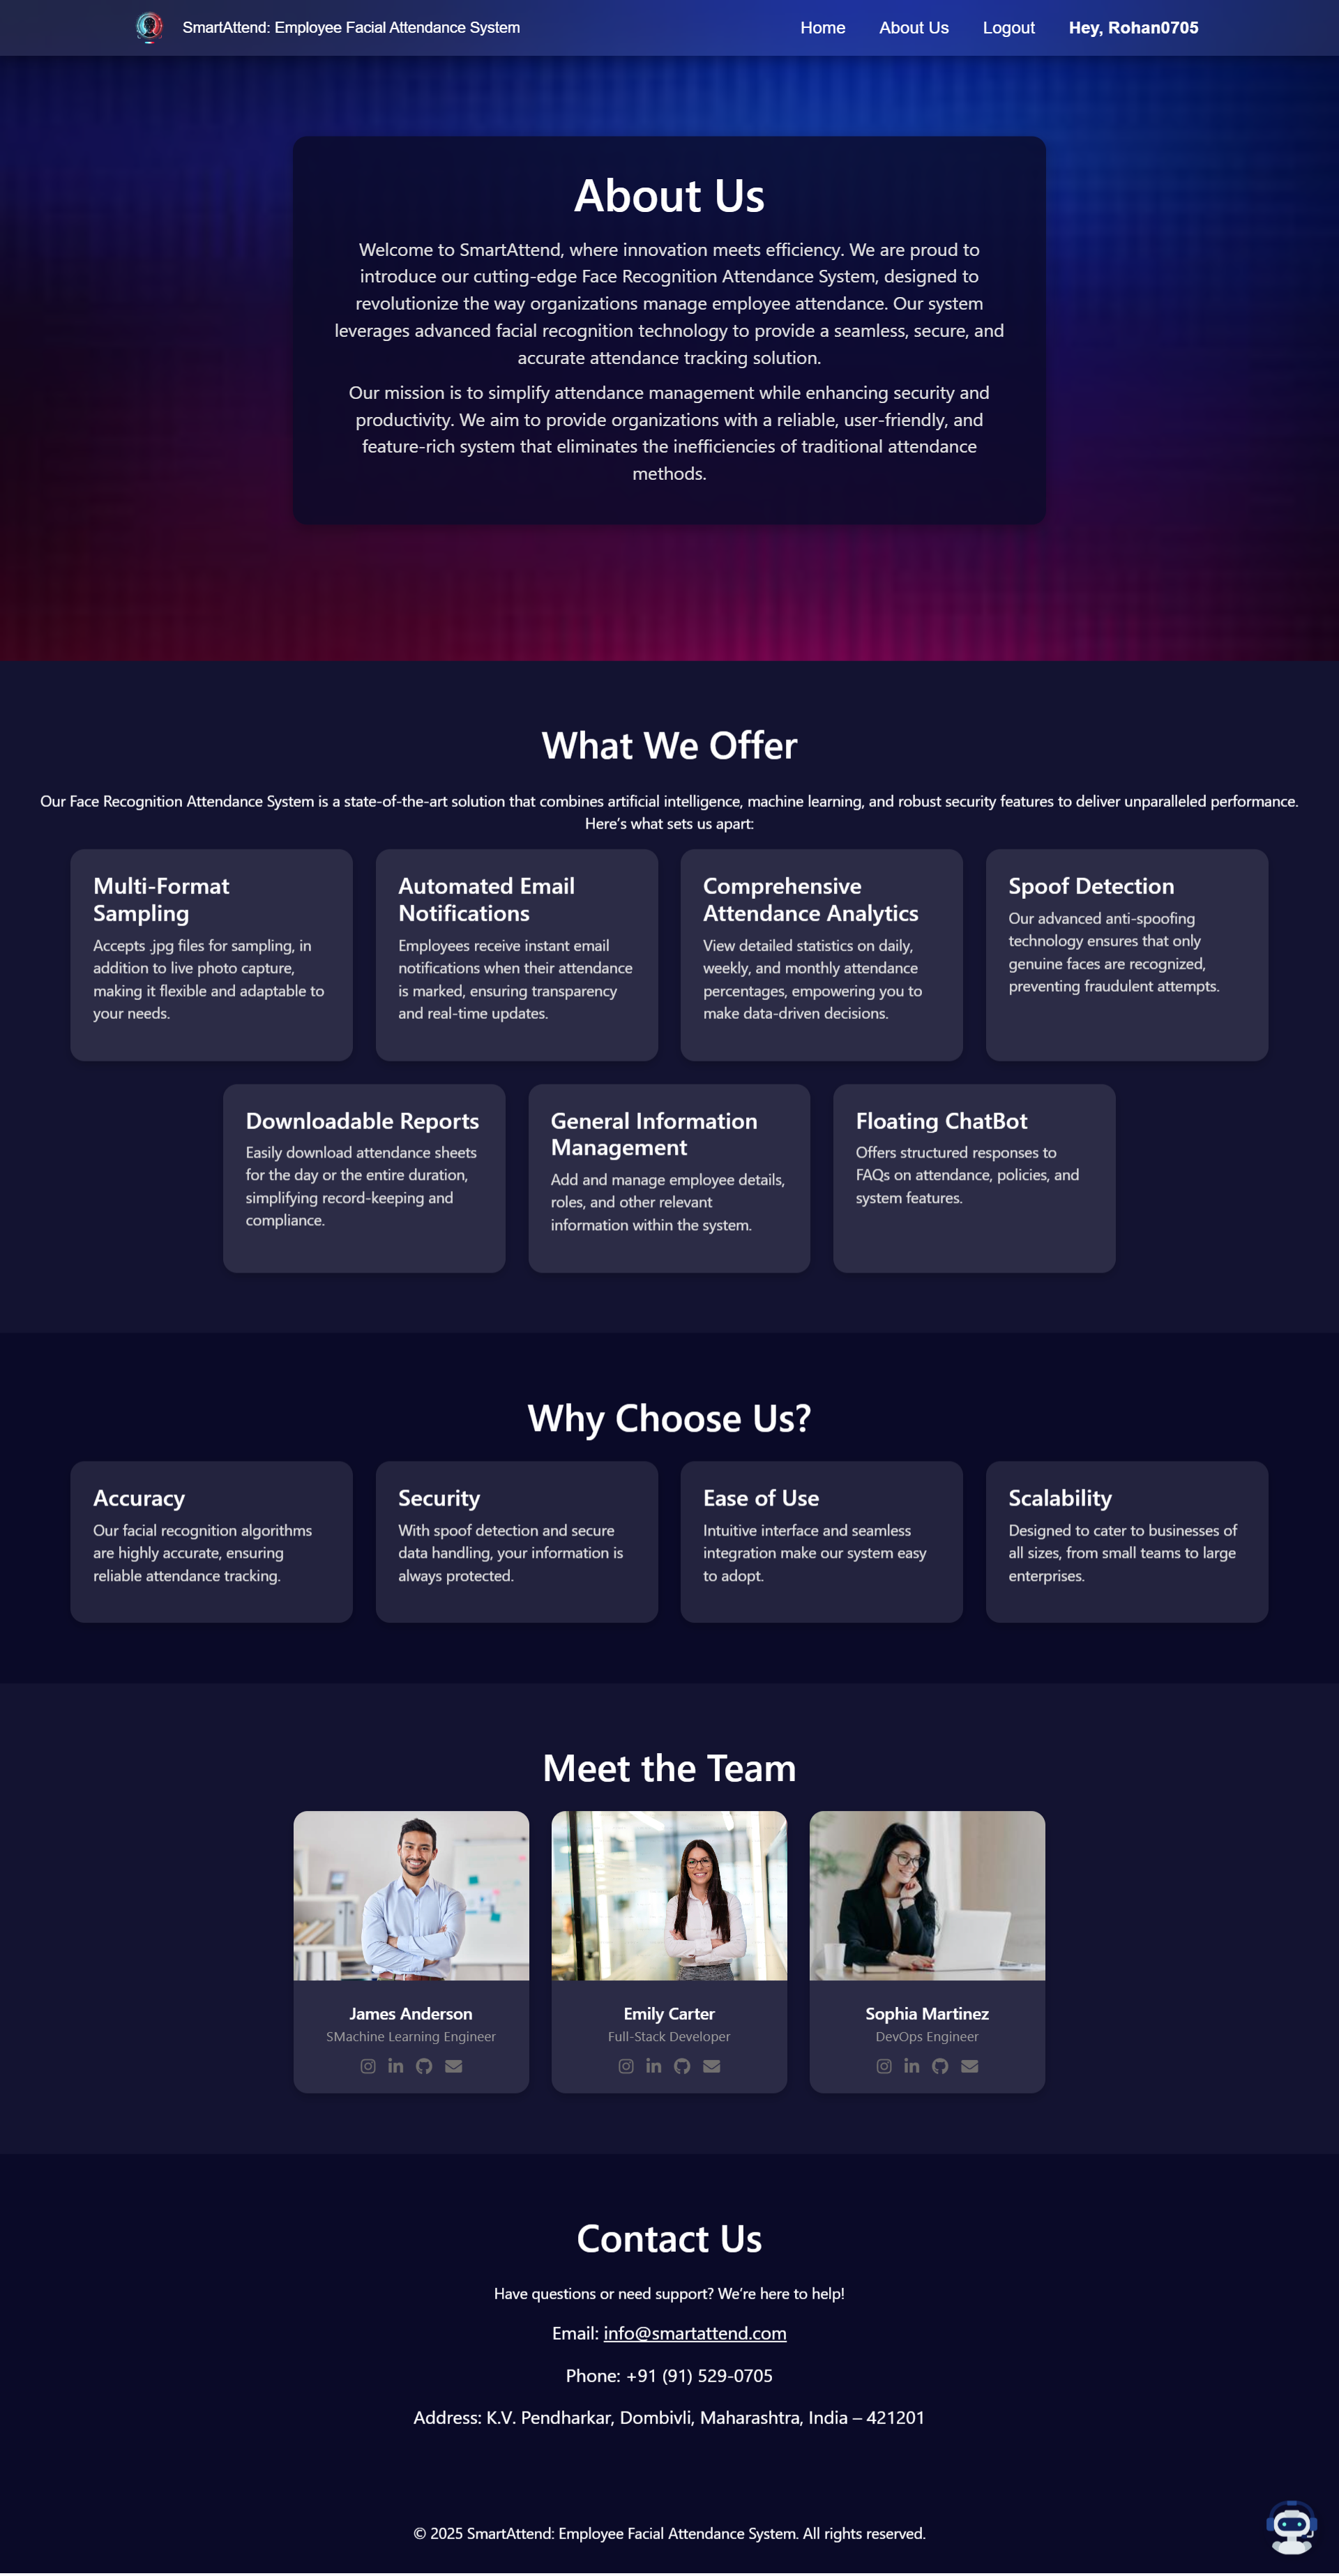 SmartAttend: Employee Facial Attendance System
Home
About Us
Logout
Hey, Rohan0705
About Us
Welcome to SmartAttend, where innovation meets efficiency. We are proud to
introduce our cutting-edge Face Recognition Attendance System, designed to
revolutionize the way organizations manage employee attendance. Our system
leverages advanced facial recognition technology to provide a seamless, secure, and
accurate attendance tracking solution.
Our mission is to simplify attendance management while enhancing security and
productivity. We aim to provide organizations with a reliable, user-friendly, and
feature-rich system that eliminates the inefficiencies of traditional attendance
methods.
What We Offer
Our Face Recognition Attendance System is a state-of-the-art solution that combines artificial intelligence, machine learning, and robust security features to deliver unparalleled performance.
Here’s what sets us apart:
Multi-Format
Sampling
Accepts .jpg files for sampling, in
addition to live photo capture,
making it flexible and adaptable to
your needs.
Automated Email
Notifications
Employees receive instant email
notifications when their attendance
is marked, ensuring transparency
and real-time updates.
Comprehensive
Attendance Analytics
View detailed statistics on daily,
weekly, and monthly attendance
percentages, empowering you to
make data-driven decisions.
Spoof Detection
Our advanced anti-spoofing
technology ensures that only
genuine faces are recognized,
preventing fraudulent attempts.
Downloadable Reports
Easily download attendance sheets
for the day or the entire duration,
simplifying record-keeping and
compliance.
General Information
Management
Add and manage employee details,
roles, and other relevant
information within the system.
Floating ChatBot
Offers structured responses to
FAQs on attendance, policies, and
system features.
Why Choose Us?
Accuracy
Our facial recognition algorithms
are highly accurate, ensuring
reliable attendance tracking.
Security
With spoof detection and secure
data handling, your information is
always protected.
Ease of Use
Intuitive interface and seamless
integration make our system easy
to adopt.
Scalability
Designed to cater to businesses of
all sizes, from small teams to large
enterprises.
Meet the Team
James Anderson
SMachine Learning Engineer
Emily Carter
Full-Stack Developer
Sophia Martinez
DevOps Engineer
Contact Us
Have questions or need support? We’re here to help!
Email: info@smartattend.com
Phone: +91 (91) 529-0705
Address: K.V. Pendharkar, Dombivli, Maharashtra, India – 421201
© 2025 SmartAttend: Employee Facial Attendance System. All rights reserved.